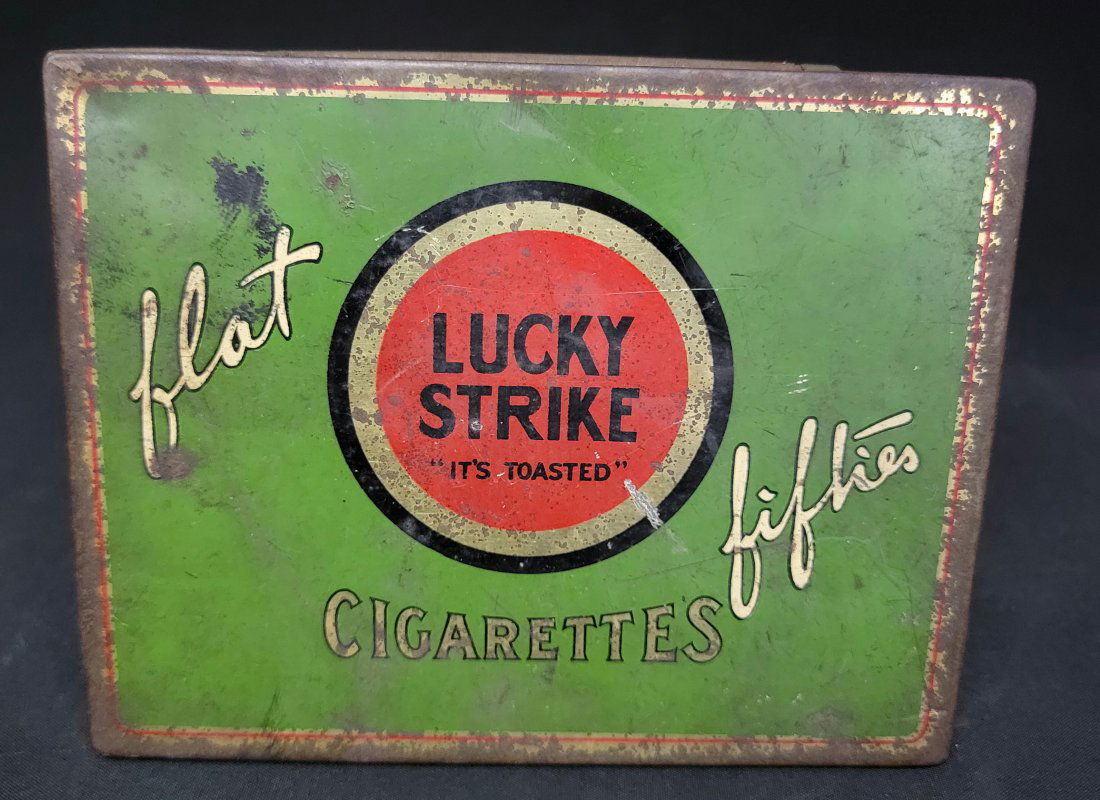 flat
LUCKY
STRIKE
"IT'S TOASTED"
fifties
CIGARETTES